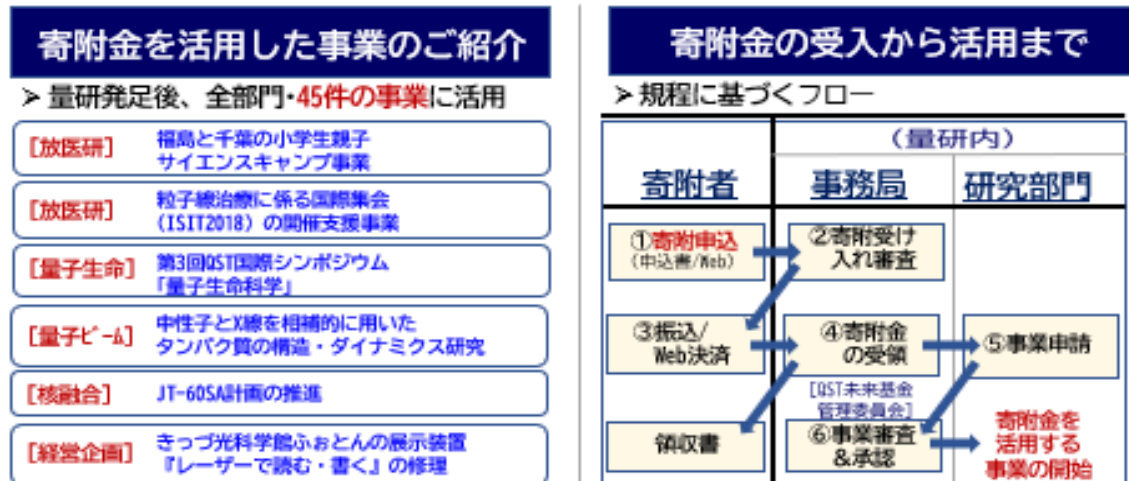 寄附金を活用した事業のご紹介
➢ 量研発足後、全部門・45件の事業に活用
[放医研]
福島と千葉の小学生親子
サイエンスキャンプ事業
[放医研]
粒子線治療に係る国際集会
(ISIT2018) の開催支援事業
[量子生命]
第3回QST国際シンポジウム
「量子生命科学」
[量子ビーム]
中性子とX線を相補的に用いた
タンパク質の構造・ダイナミクス研究
[核融合]
JT-60SA計画の推進
[経営企画]
きっづ光科学館ふぉとんの展示装置
『レーザーで読む・書く』の修理
寄附金の受入から活用まで
➢ 規程に基づくフロー
(量研内)
寄附者
事務局
研究部門
①寄附申込
(申込書/Web)
②寄附受け
入れ審査
③振込/
Web決済
④寄附金
の受領
⑤事業申請
[QST未来基金
管理委員会]
領収書
⑥事業審査
&承認
寄附金を
活用する
事業の開始